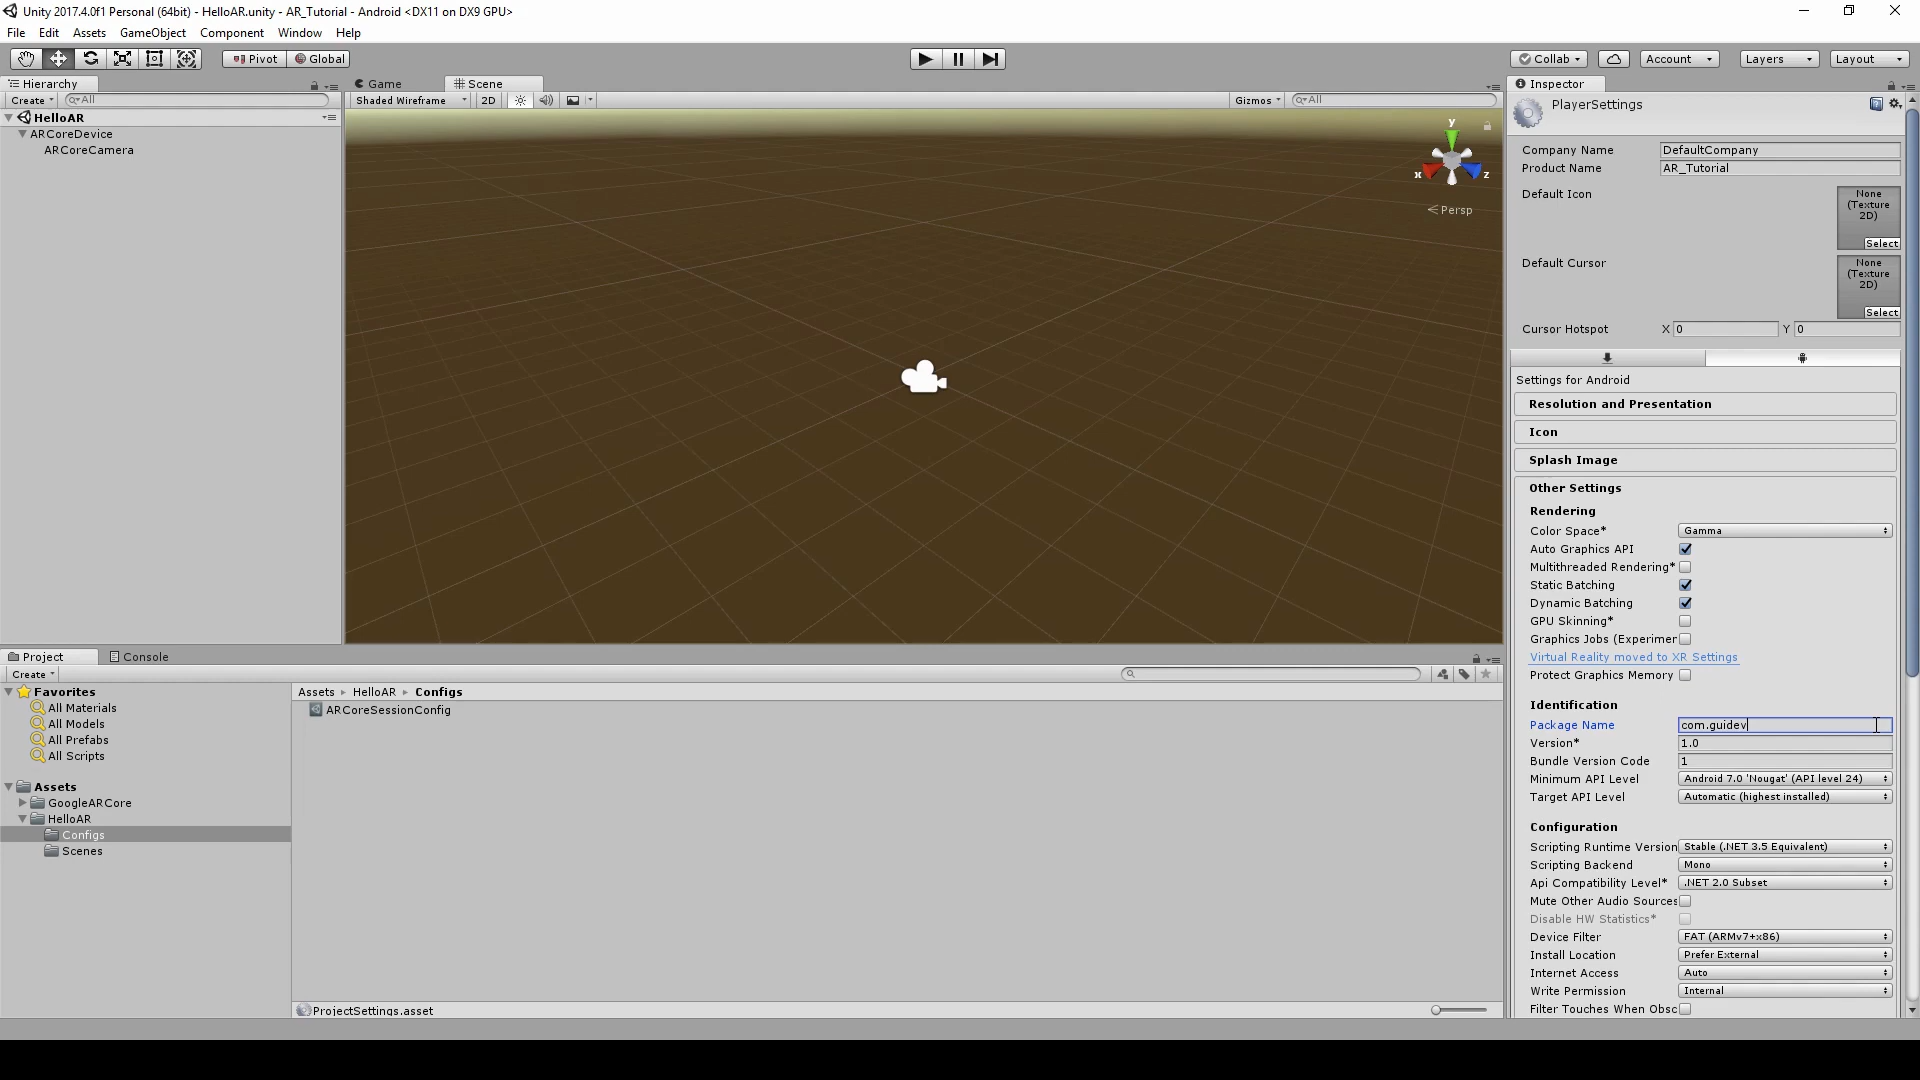 Unity 2017.4.0f1 Personal (64bit) - HelloAR.unity - AR_Tutorial - Android <DX11 on DX9 GPU>
File Edit Assets GameObject Component Window Help
Pivot Global Collab Account Layers Layout
Hierarchy
Create All
HelloAR
ARCoreDevice
ARCoreCamera
Game Scene
Shaded Wireframe 2D Gizmos All
y
x z
Persp
Project Console
Create
Favorites
All Materials
All Models
All Prefabs
All Scripts
Assets
GoogleARCore
HelloAR
Configs
Scenes
Assets HelloAR Configs
ARCoreSessionConfig
ProjectSettings.asset
Inspector
PlayerSettings
Company Name DefaultCompany
Product Name AR_Tutorial
Default Icon None (Texture 2D) Select
Default Cursor None (Texture 2D) Select
Cursor Hotspot X 0 Y 0
Settings for Android
Resolution and Presentation
Icon
Splash Image
Other Settings
Rendering
Color Space* Gamma
Auto Graphics API
Multithreaded Rendering*
Static Batching
Dynamic Batching
GPU Skinning*
Graphics Jobs (Experimer
Virtual Reality moved to XR Settings
Protect Graphics Memory
Identification
Package Name com.guidev
Version* 1.0
Bundle Version Code 1
Minimum API Level Android 7.0 'Nougat' (API level 24)
Target API Level Automatic (highest installed)
Configuration
Scripting Runtime Version Stable (.NET 3.5 Equivalent)
Scripting Backend Mono
Api Compatibility Level* .NET 2.0 Subset
Mute Other Audio Sources
Disable HW Statistics*
Device Filter FAT (ARMv7+x86)
Install Location Prefer External
Internet Access Auto
Write Permission Internal
Filter Touches When Obsc